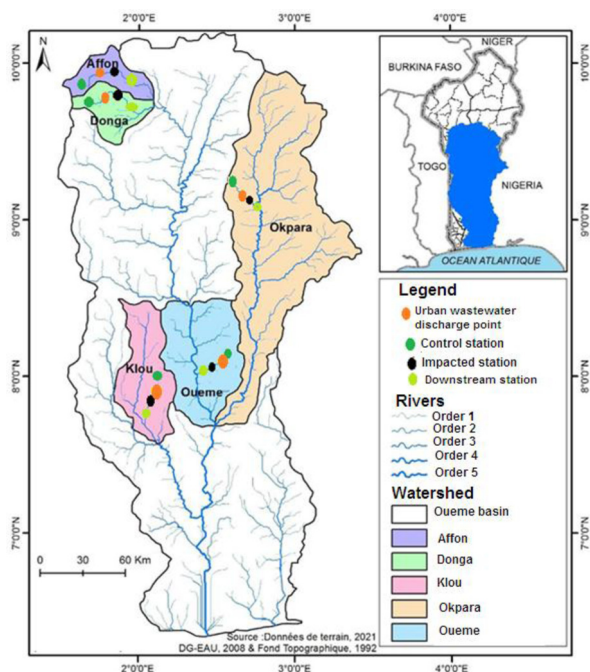 2°0'0"
3°0'0"
4°0'0"
N
10°0'0"
9°0'0"
8°0'0"
7°0'0"
Affon
Donga
Okpara
Klou
Oueme
0 30 60 Km
Source :Données de terrain, 2021
DG-EAU, 2008 & Fond Topographique, 1992
NIGER
BURKINA FASO
TOGO
NIGERIA
OCEAN ATLANTIQUE
10°0'0"
9°0'0"
8°0'0"
7°0'0"
Legend
Urban wastewater
discharge point
Control station
Impacted station
Downstream station
Rivers
Order 1
Order 2
Order 3
Order 4
Order 5
Watershed
Oueme basin
Affon
Donga
Klou
Okpara
Oueme
2°0'0"
3°0'0"
4°0'0"